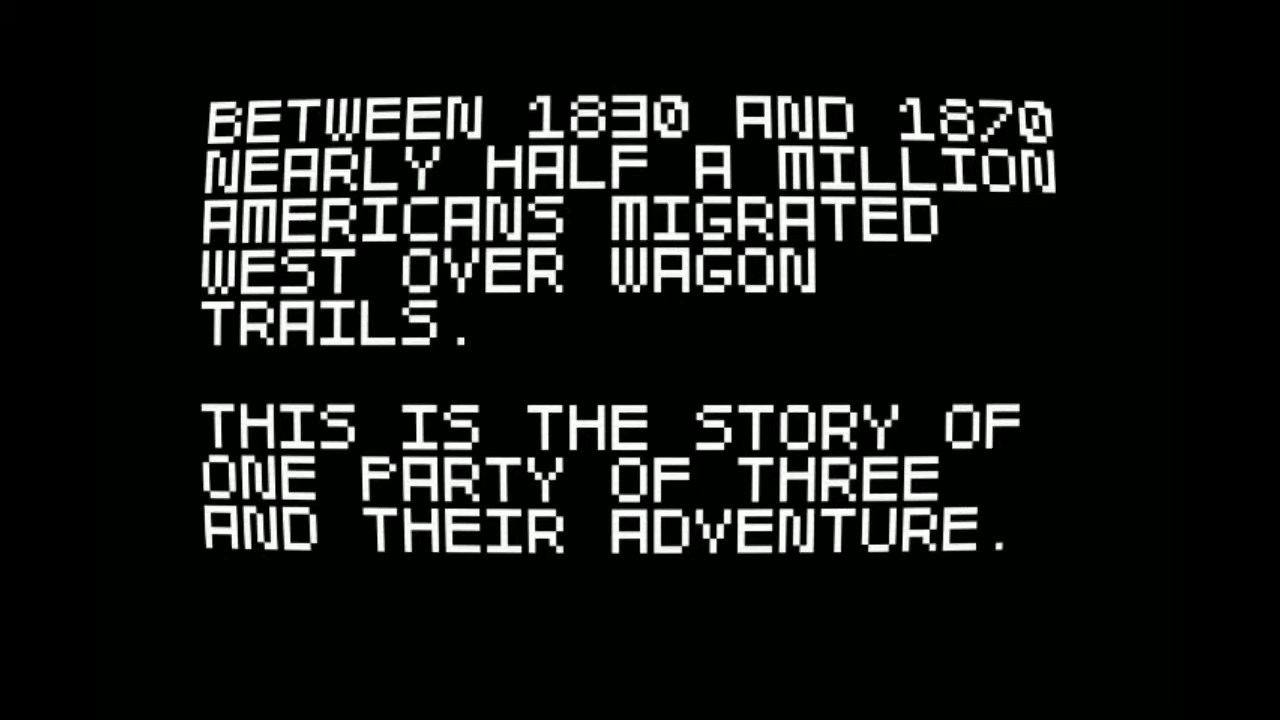 BETWEEN 1830 AND 1870
NEARLY HALF A MILLION
AMERICANS MIGRATED
WEST OVER WAGON
TRAILS.
THIS IS THE STORY OF
ONE PARTY OF THREE
AND THEIR ADVENTURE.